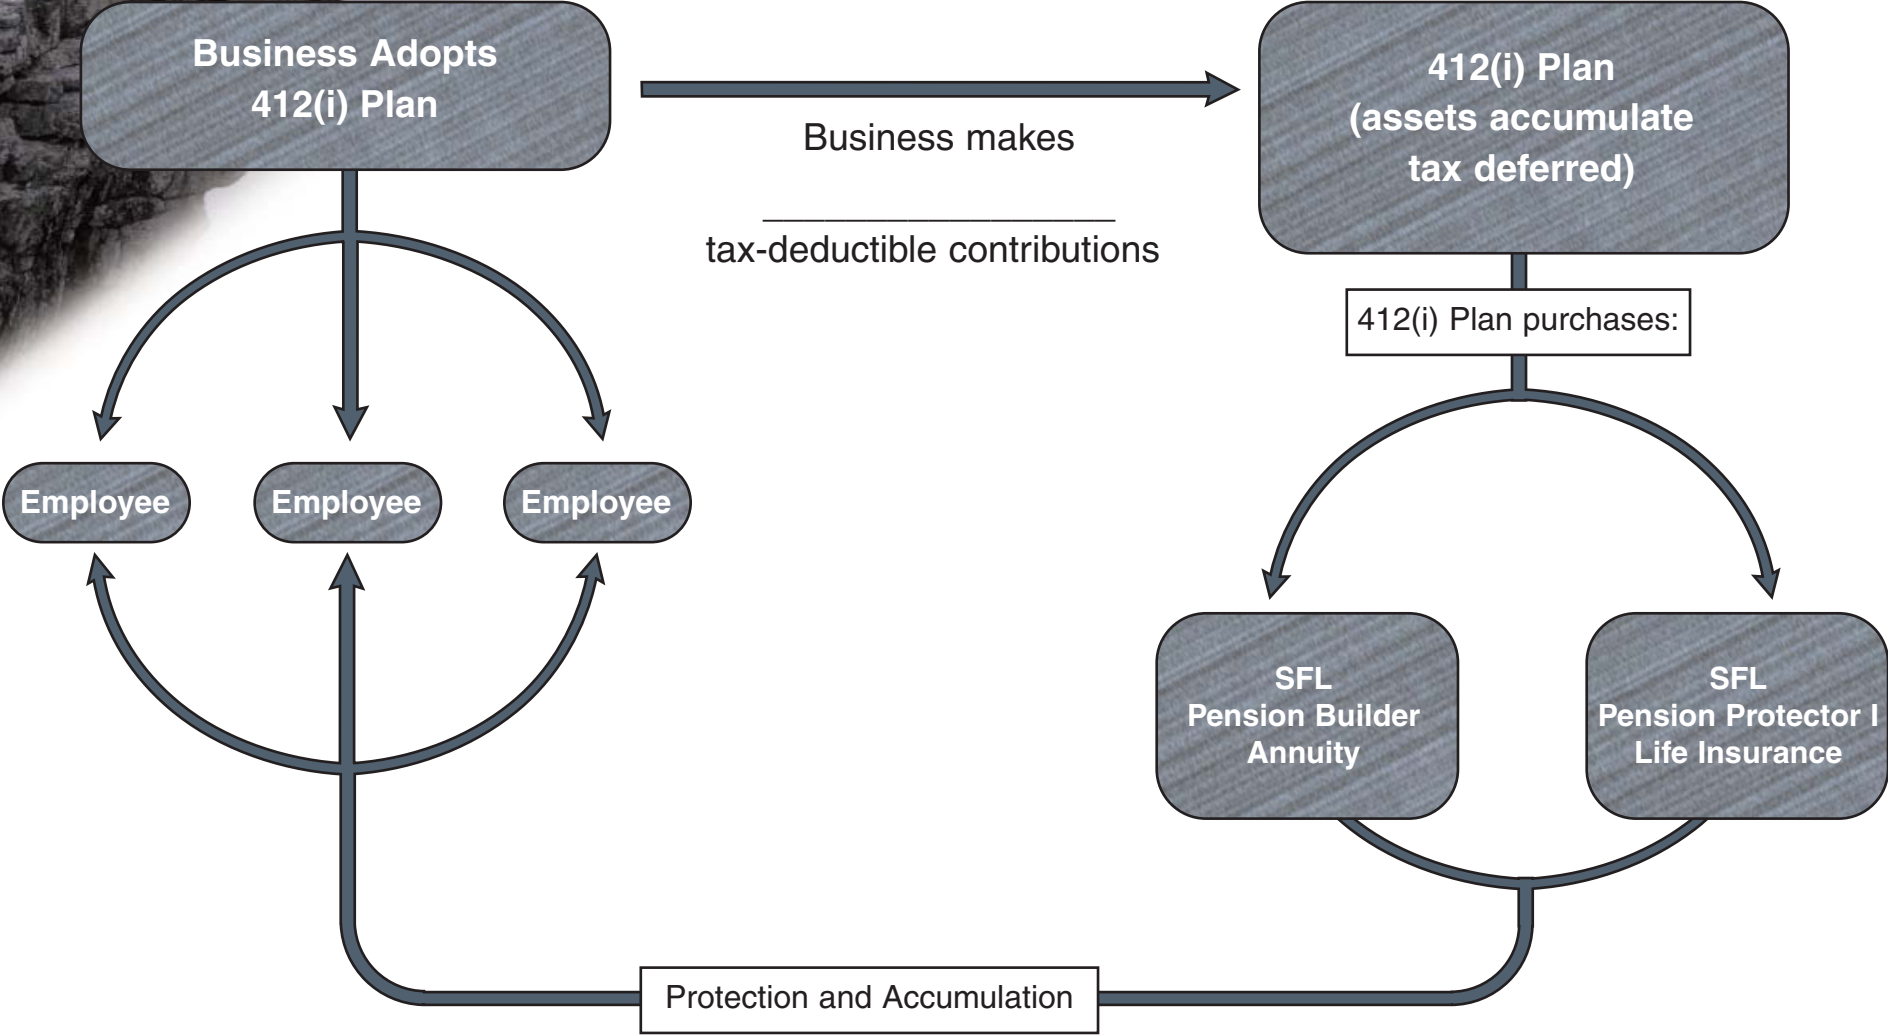 Business Adopts
412(i) Plan
Business makes
___________________
tax-deductible contributions
412(i) Plan
(assets accumulate
tax deferred)
412(i) Plan purchases:
Employee
Employee
Employee
SFL
Pension Builder
Annuity
SFL
Pension Protector I
Life Insurance
Protection and Accumulation